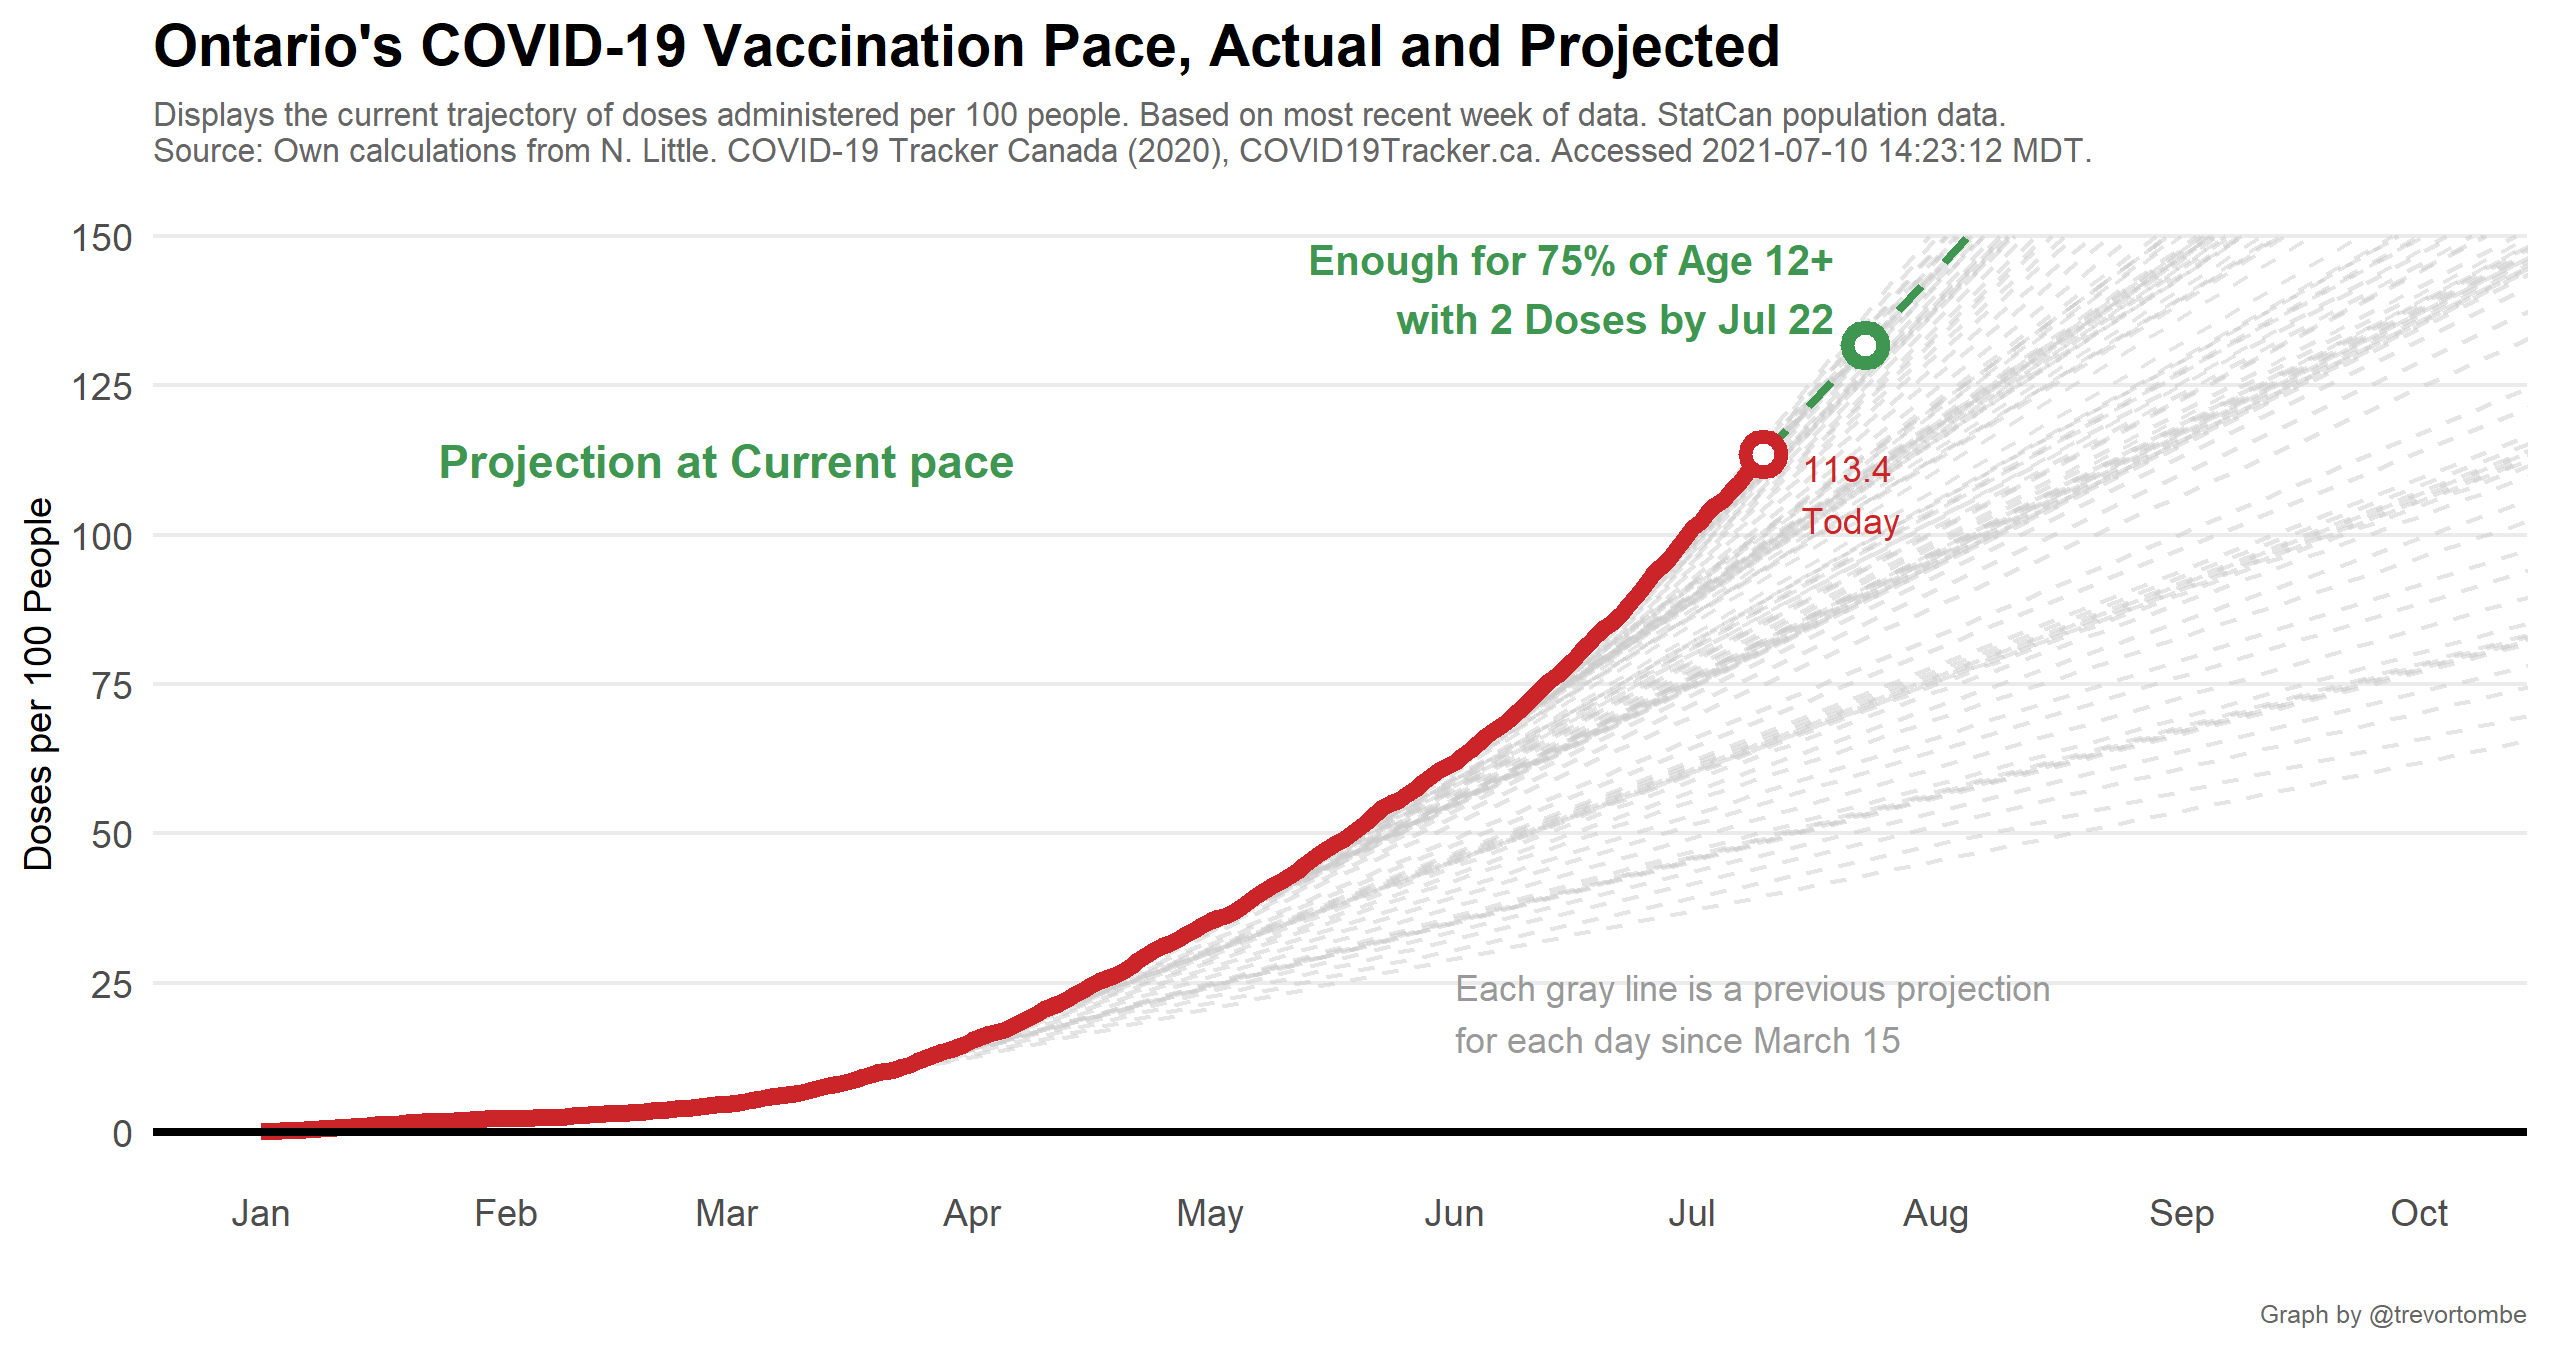 Ontario's COVID-19 Vaccination Pace, Actual and Projected
Displays the current trajectory of doses administered per 100 people. Based on most recent week of data. StatCan population data.
Source: Own calculations from N. Little. COVID-19 Tracker Canada (2020), COVID19Tracker.ca. Accessed 2021-07-10 14:23:12 MDT.
Doses per 100 People
150
125
100
75
50
25
0
Enough for 75% of Age 12+
with 2 Doses by Jul 22
Projection at Current pace
113.4
Today
Each gray line is a previous projection
for each day since March 15
Jan Feb Mar Apr May Jun Jul Aug Sep Oct
Graph by @trevortombe